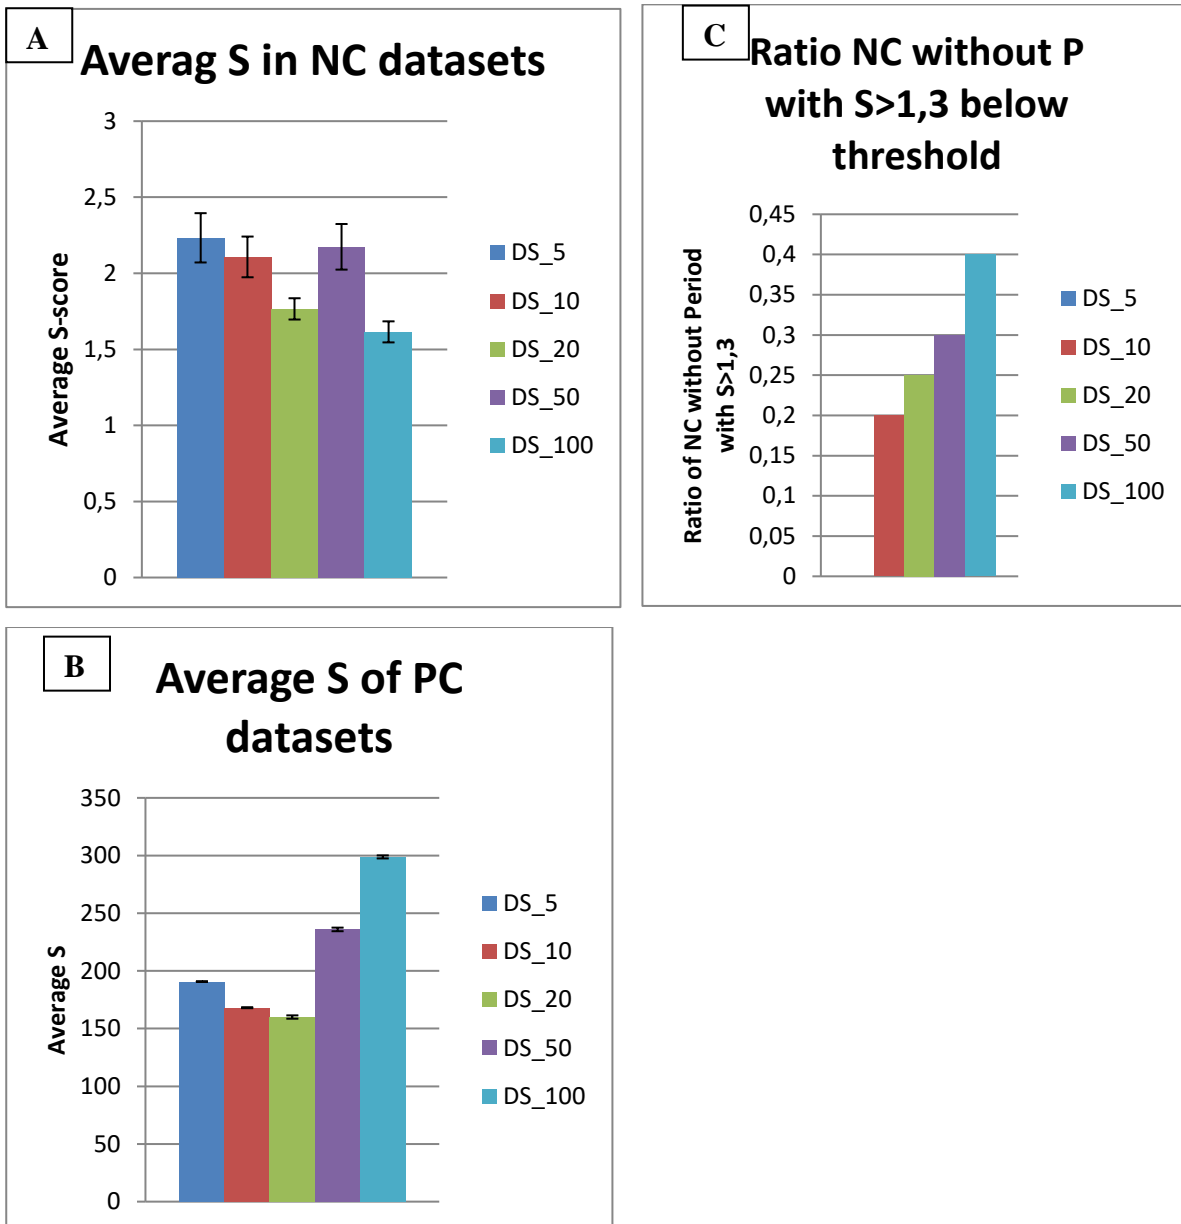 A
Averag S in NC datasets
3
2,5
2
1,5
1
0,5
0
Average S-score
DS_5
DS_10
DS_20
DS_50
DS_100
C
Ratio NC without P
with S>1,3 below
threshold
0,45
0,4
0,35
0,3
0,25
0,2
0,15
0,1
0,05
0
Ratio of NC without Period
with S>1,3
DS_5
DS_10
DS_20
DS_50
DS_100
B
Average S of PC
datasets
350
300
250
200
150
100
50
0
Average S
DS_5
DS_10
DS_20
DS_50
DS_100